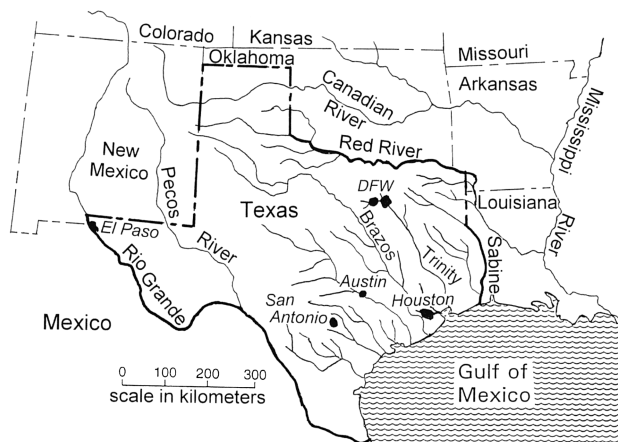 Colorado
Kansas
Missouri
Oklahoma
Arkansas
Canadian
River
Mississippi
River
Red River
New
Mexico
Pecos
River
DFW
Louisiana
Texas
Brazos
Trinity
Sabine
El Paso
Rio Grande
Austin
Houston
San
Antonio
Mexico
Gulf of
Mexico
0 100 200 300
scale in kilometers